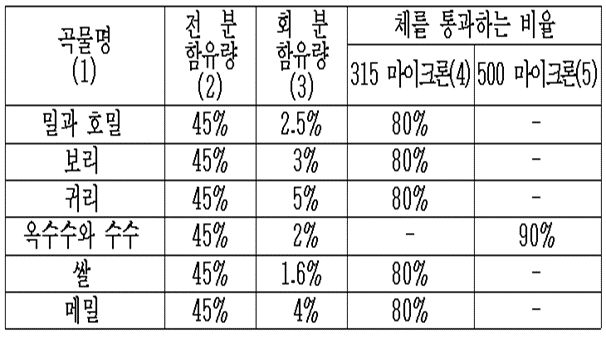 곡물명
(1)
전 분
함유량
(2)
회 분
함유량
(3)
체를 통과하는 비율
315 마이크론(4) 500 마이크론(5)
밀과 호밀 45% 2.5% 80% -
보리 45% 3% 80% -
귀리 45% 5% 80% -
옥수수와 수수 45% 2% - 90%
쌀 45% 1.6% 80% -
메밀 45% 4% 80% -